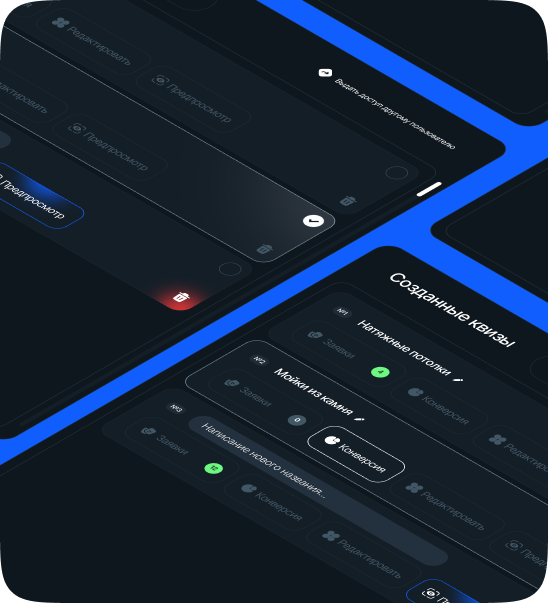 Редактировать
Предпросмотр
Предпросмотр
Предпросмотр
Выдать доступ другому пользователю
Созданные квизы
№1
Натяжные потолки
Заявки
4
Конверсия
№2
Мойки из камня
Заявки
0
Конверсия
Редактировать
№3
Написание нового названия...
Заявки
12
Конверсия
Редактировать